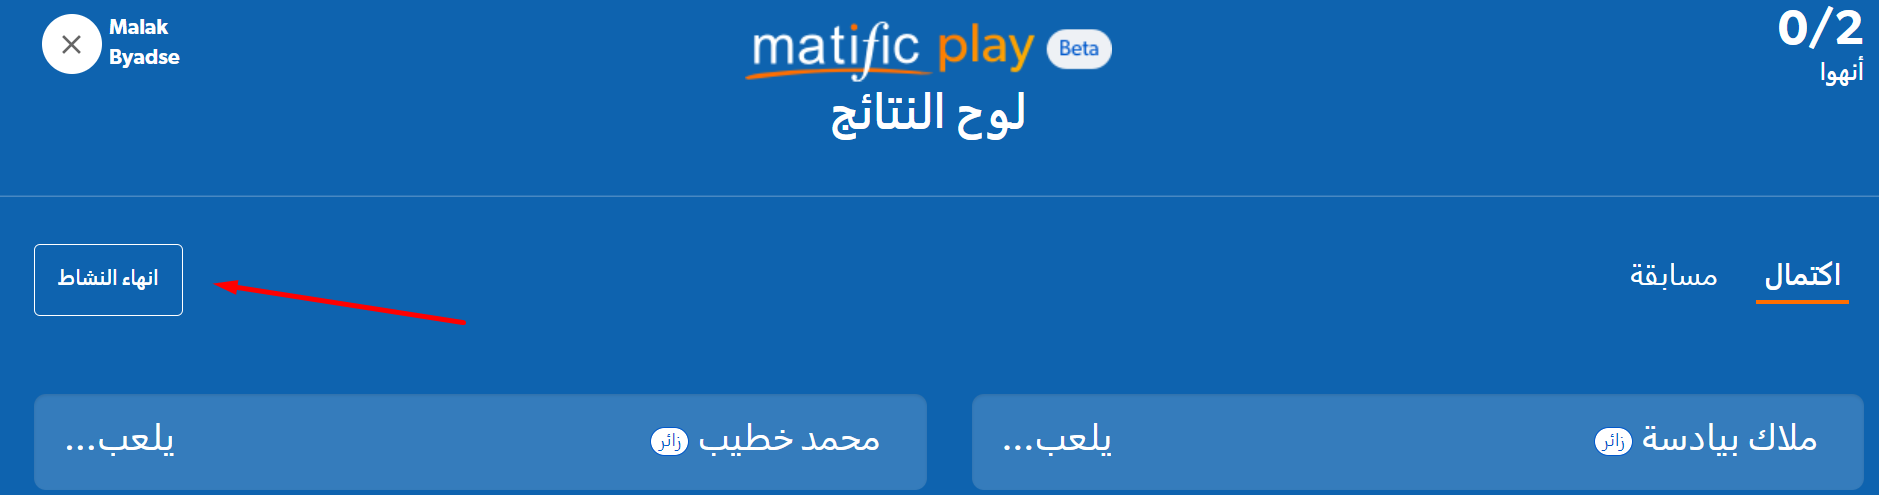 Malak
Byadse
matific play Beta
0/2
أنهوا
لوح النتائج
اكتمال
مسابقة
انهاء النشاط
ملاك بيادسة زائر يلعب...
محمد خطيب زائر يلعب...